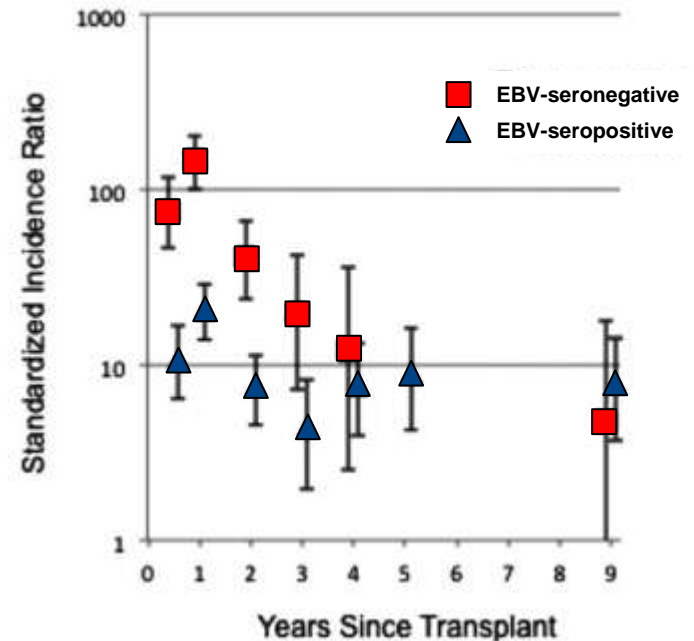 1000
100
10
1
Standardized Incidence Ratio
EBV-seronegative
EBV-seropositive
0 1 2 3 4 5 6 7 8 9
Years Since Transplant